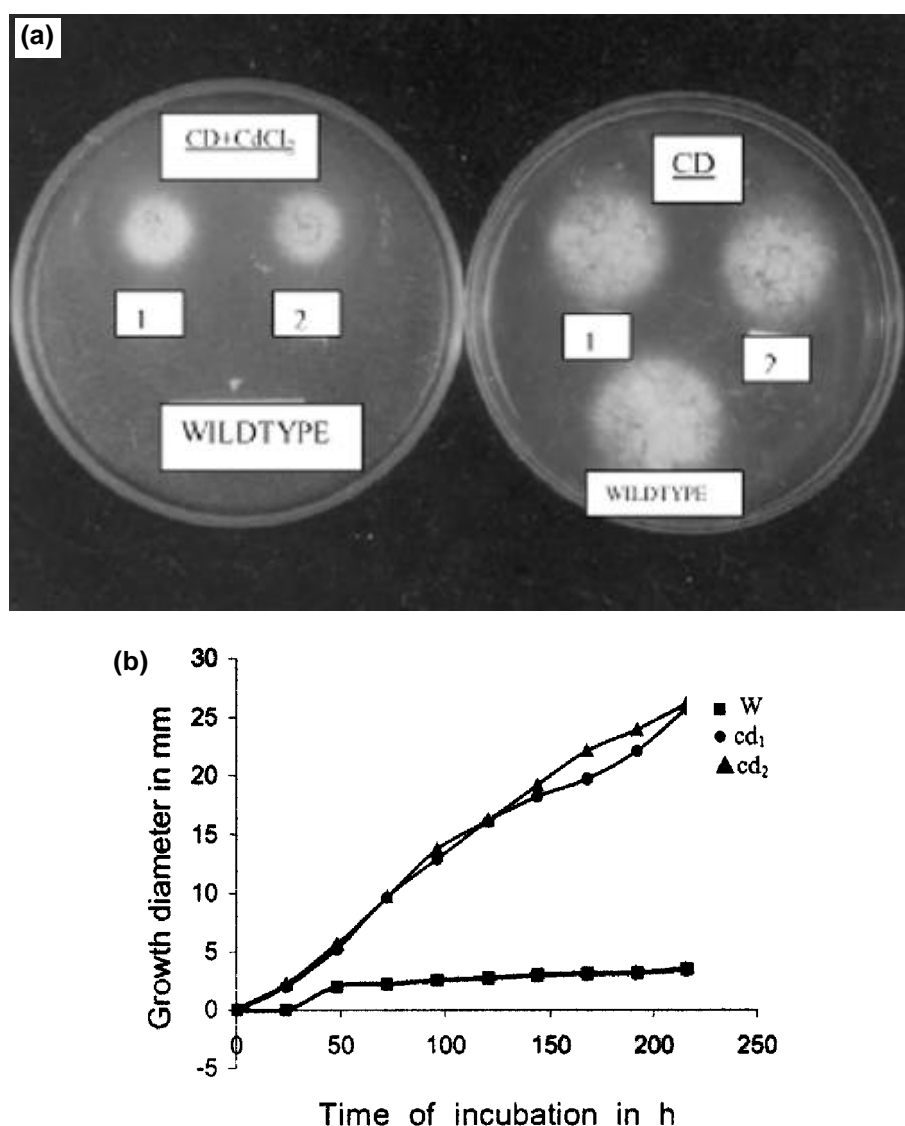 (a)
CD+CdCl₂
CD
1
2
1
2
WILDTYPE
WILDTYPE
(b)
30
25
20
15
10
5
0
-5
0
50
100
150
200
250
Growth diameter in mm
Time of incubation in h
W
cd₁
cd₂